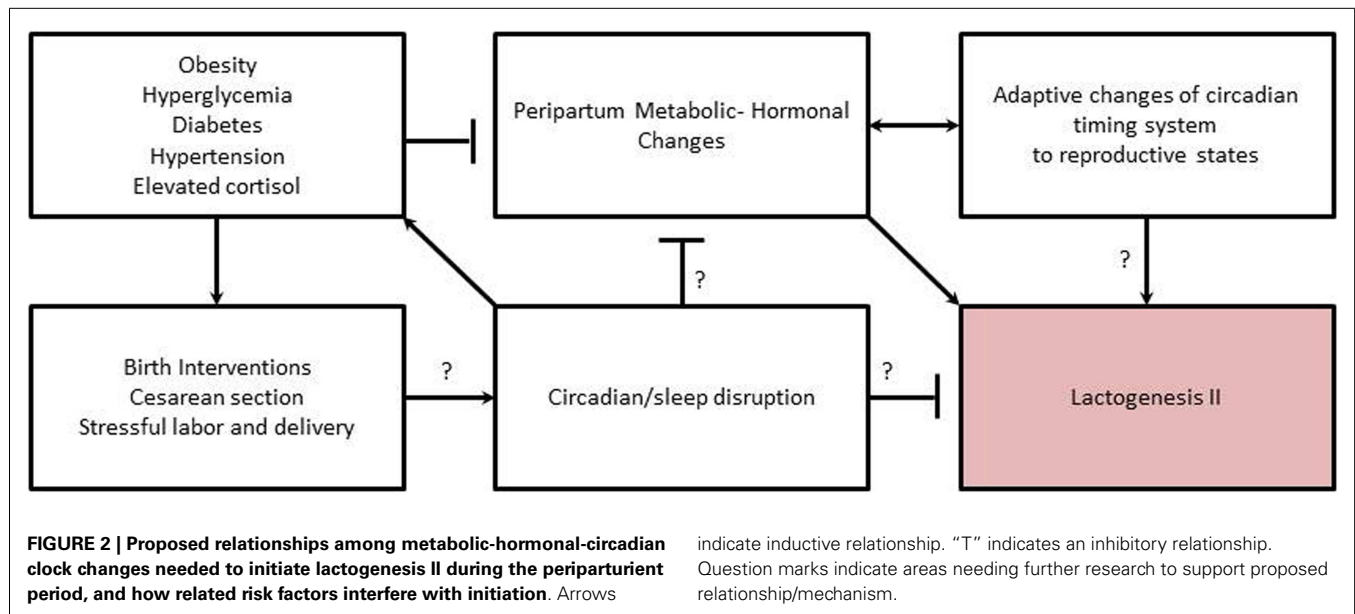 Obesity
Hyperglycemia
Diabetes
Hypertension
Elevated cortisol
Peripartum Metabolic- Hormonal
Changes
Adaptive changes of circadian
timing system
to reproductive states
?
?
Birth Interventions
Cesarean section
Stressful labor and delivery
?
Circadian/sleep disruption
?
Lactogenesis II
FIGURE 2 | Proposed relationships among metabolic-hormonal-circadian
clock changes needed to initiate lactogenesis II during the periparturient
period, and how related risk factors interfere with initiation. Arrows
indicate inductive relationship. “T” indicates an inhibitory relationship.
Question marks indicate areas needing further research to support proposed
relationship/mechanism.